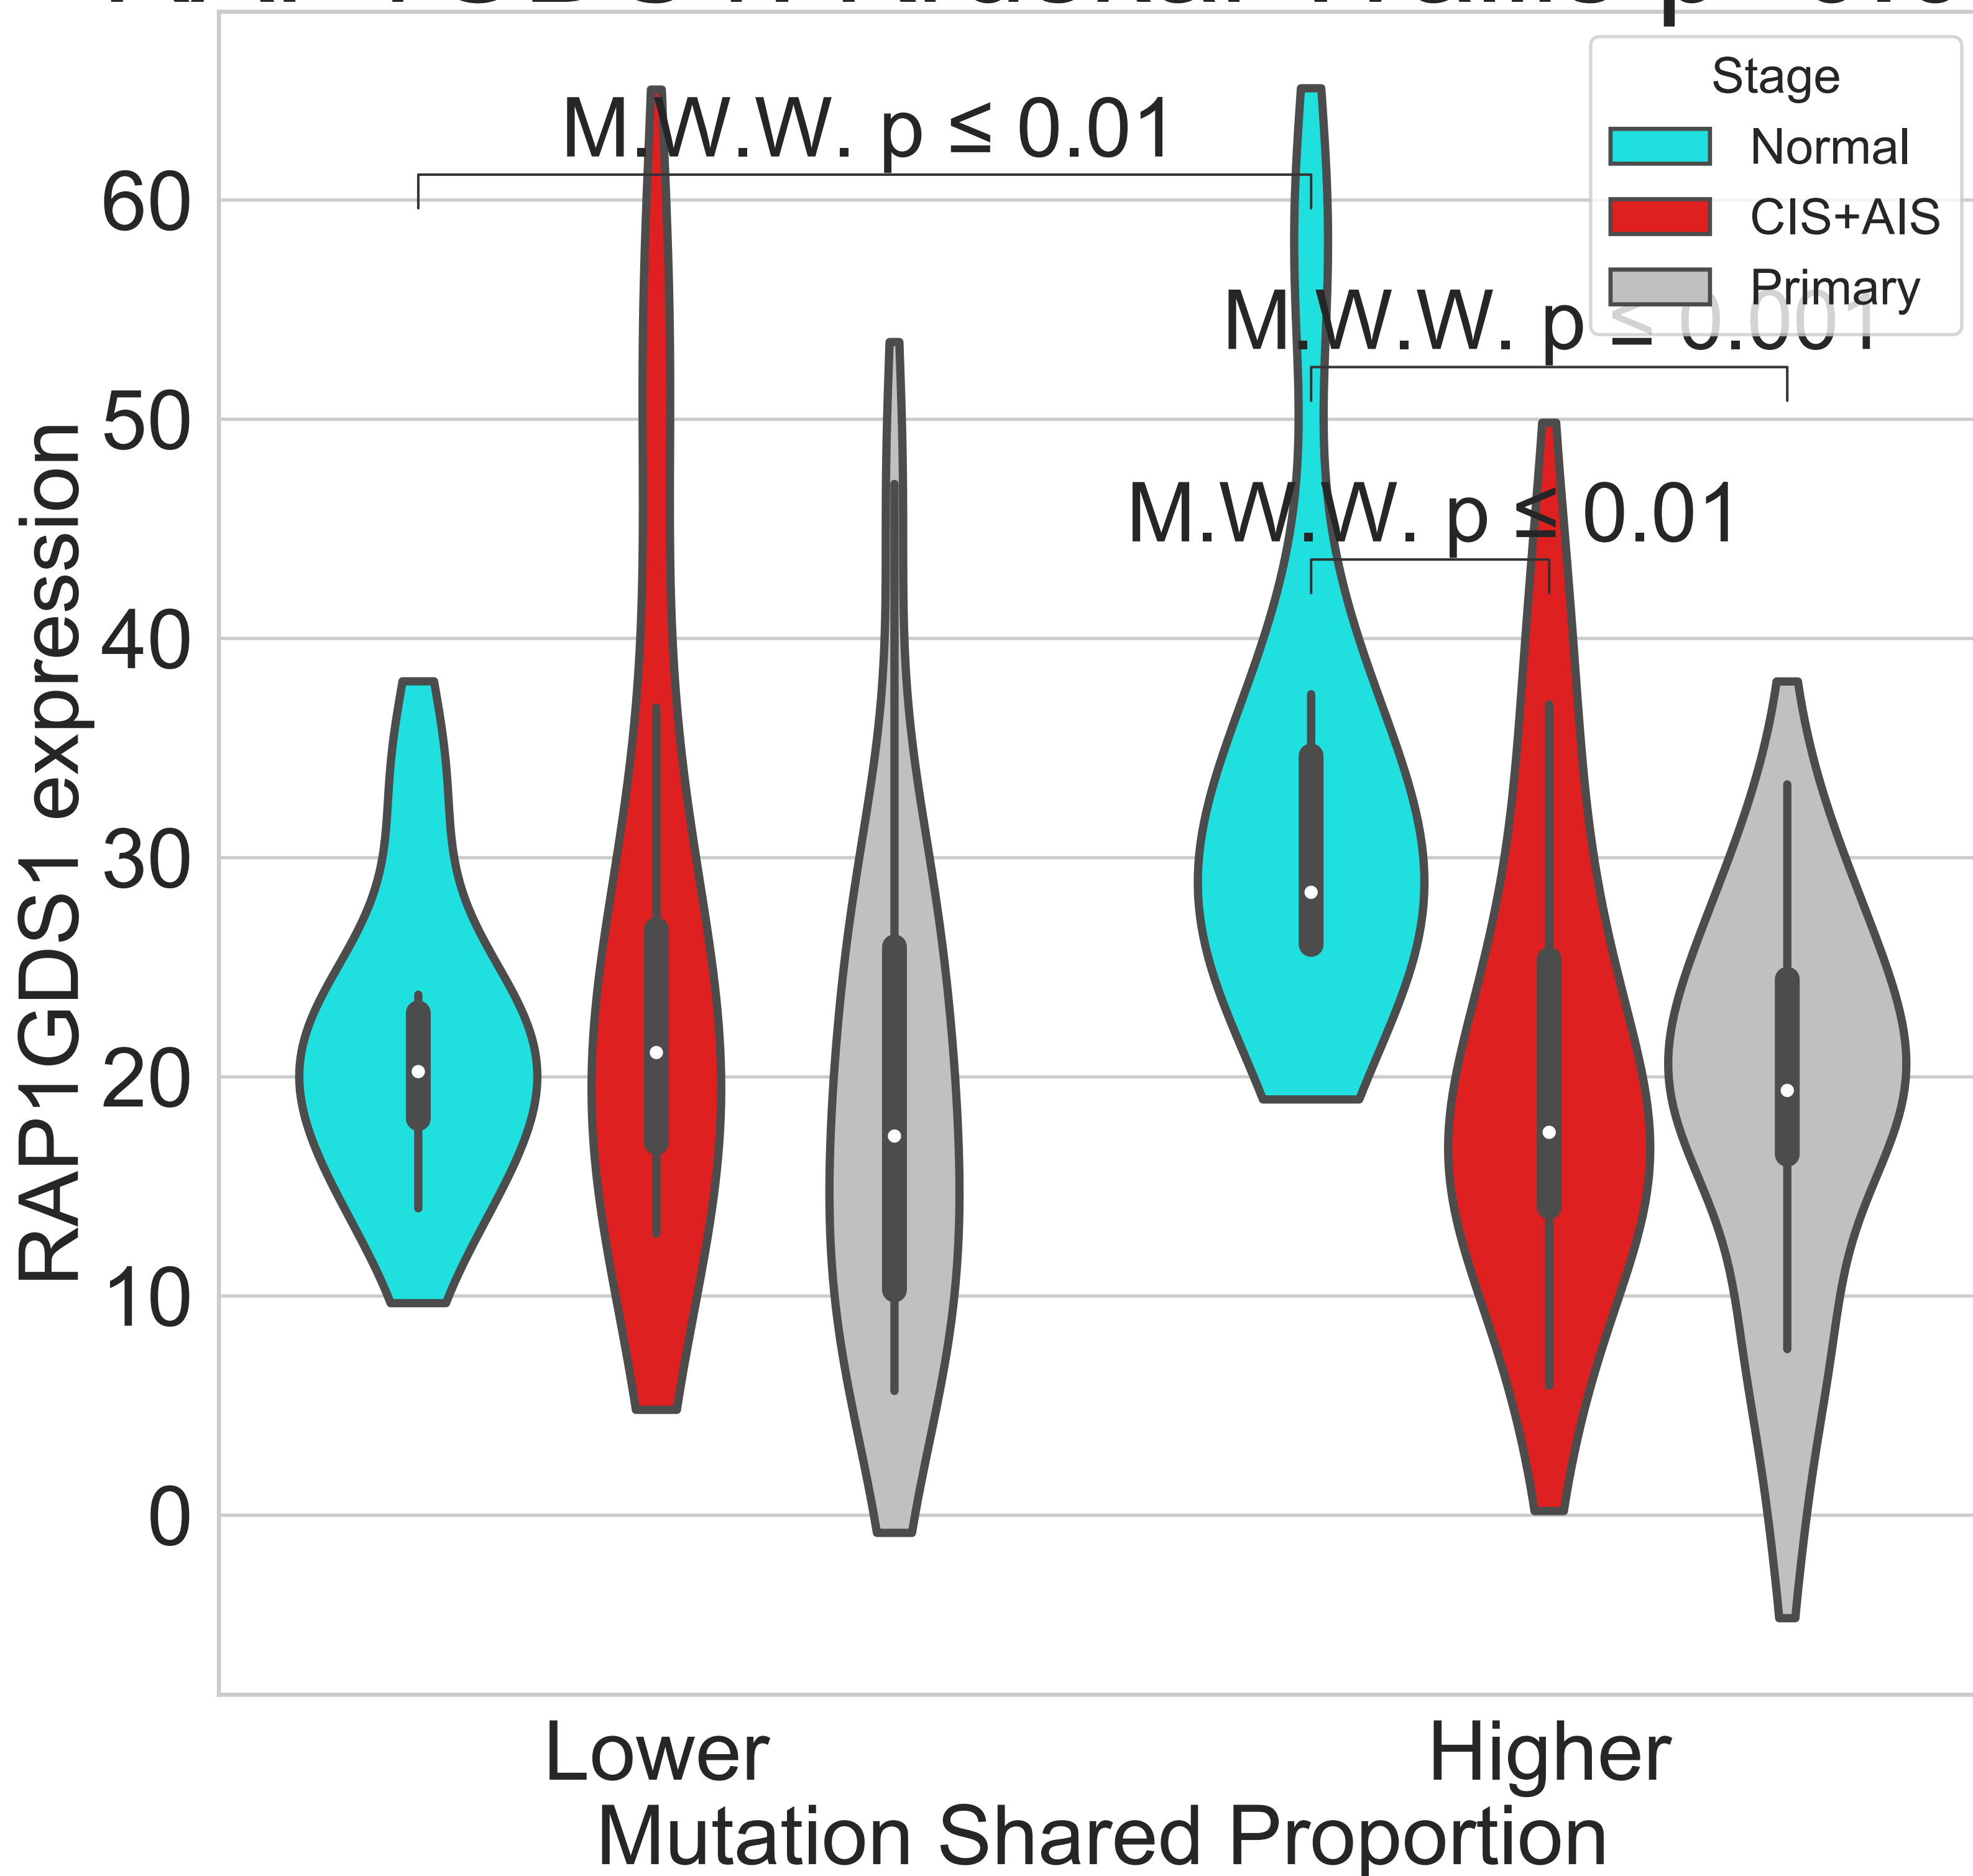 Stage
Normal
CIS+AIS
Primary
M.W.W. p ≤ 0.01
M.W.W. p ≤ 0.001
M.W.W. p ≤ 0.01
60
50
40
30
20
10
0
RAP1GDS1 expression
Lower
Higher
Mutation Shared Proportion